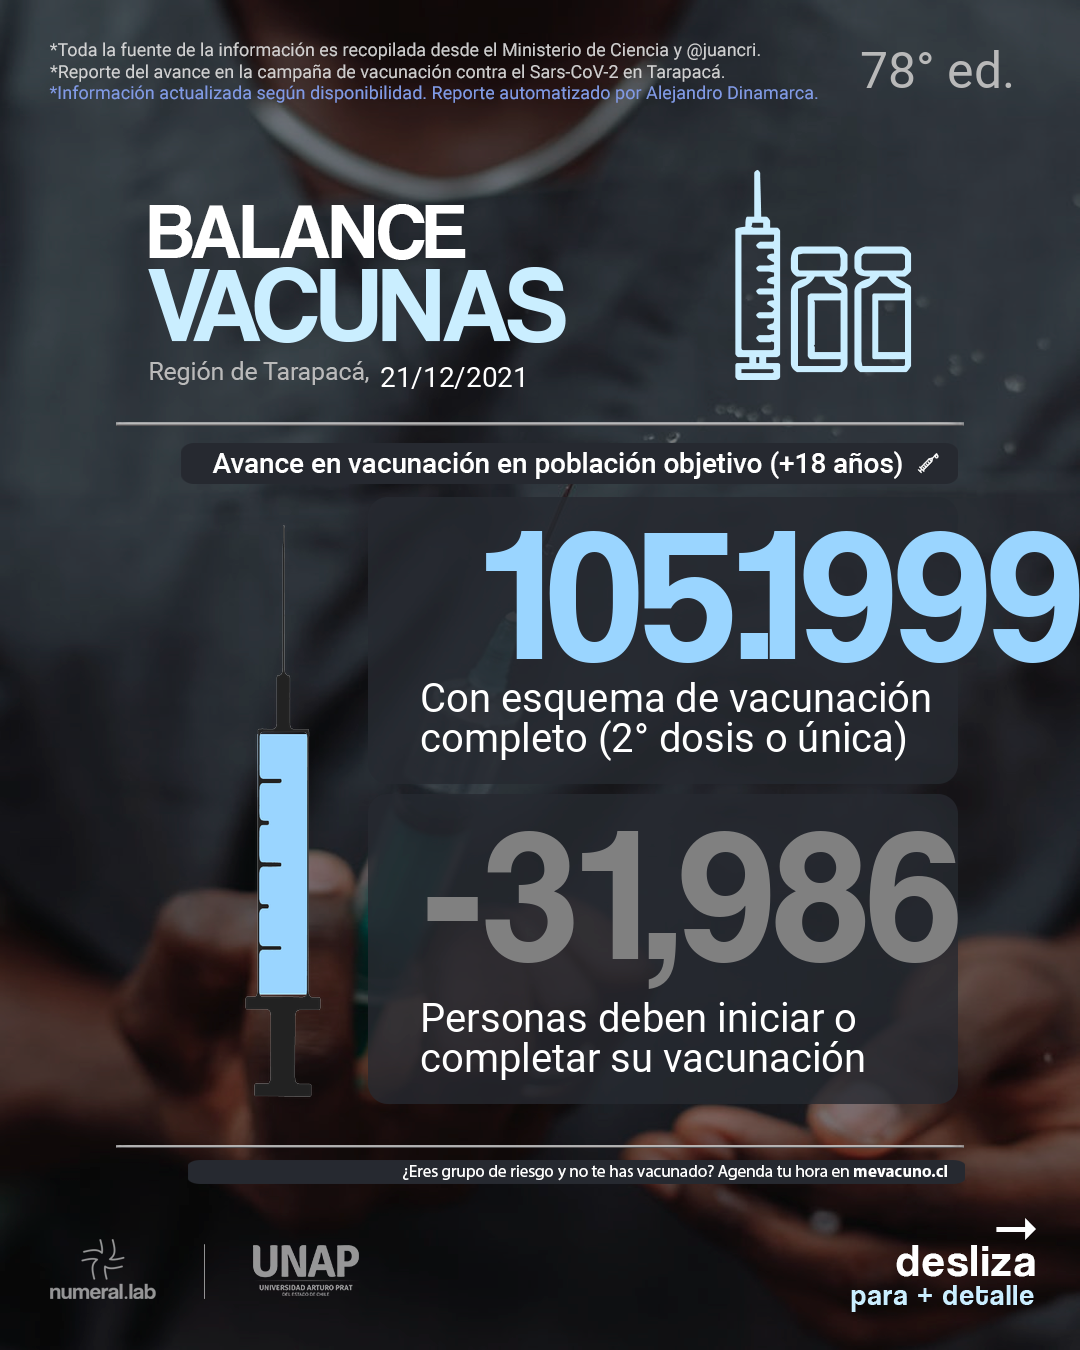 *Toda la fuente de la información es recopilada desde el Ministerio de Ciencia y @juancri.
*Reporte del avance en la campaña de vacunación contra el Sars-CoV-2 en Tarapacá.
*Información actualizada según disponibilidad. Reporte automatizado por Alejandro Dinamarca.
78° ed.
BALANCE
VACUNAS
Región de Tarapacá, 21/12/2021
Avance en vacunación en población objetivo (+18 años)
105.1999
Con esquema de vacunación
completo (2° dosis o única)
-31,986
Personas deben iniciar o
completar su vacunación
¿Eres grupo de riesgo y no te has vacunado? Agenda tu hora en mevacuno.cl
numeral.lab
UNAP
UNIVERSIDAD ARTURO PRAT
DEL ESTADO DE CHILE
desliza
para + detalle